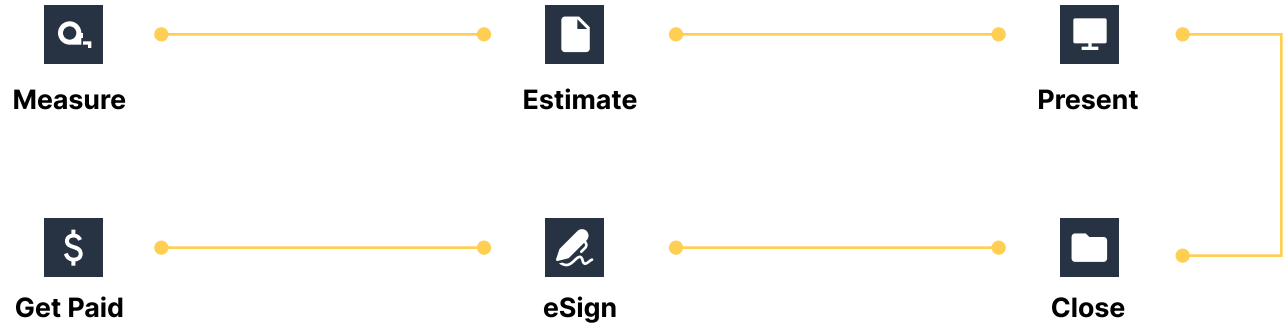 Measure
Estimate
Present
Get Paid
eSign
Close